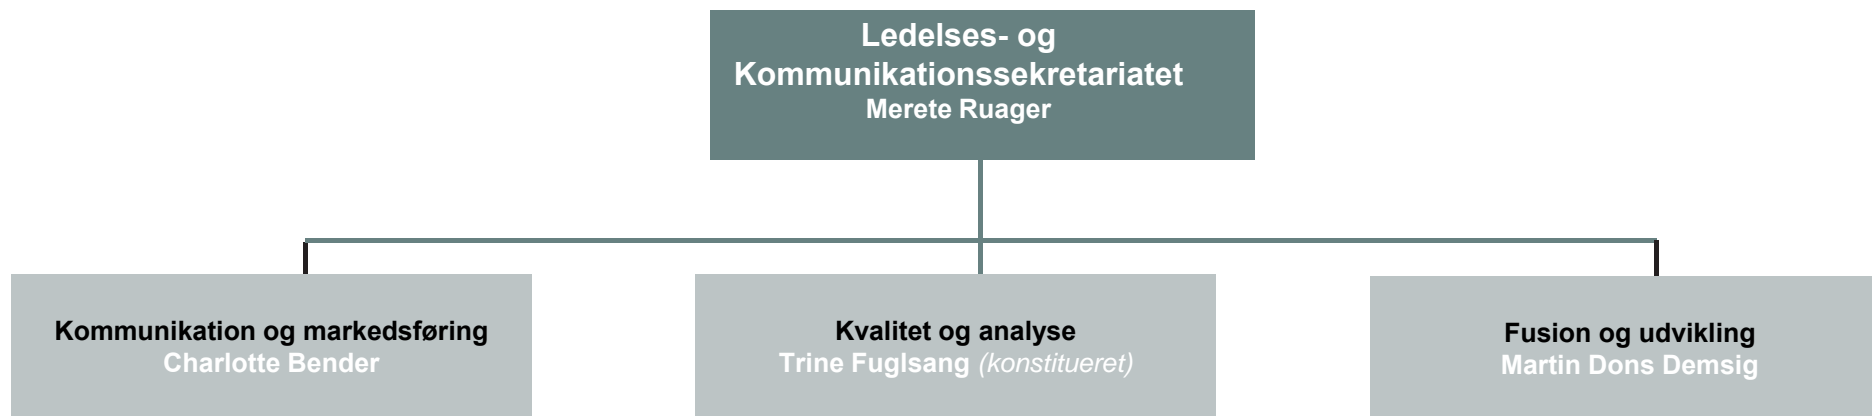 Ledelses- og
Kommunikationssekretariatet
Merete Ruager
Kommunikation og markedsføring
Charlotte Bender
Kvalitet og analyse
Trine Fuglsang (konstitueret)
Fusion og udvikling
Martin Dons Demsig